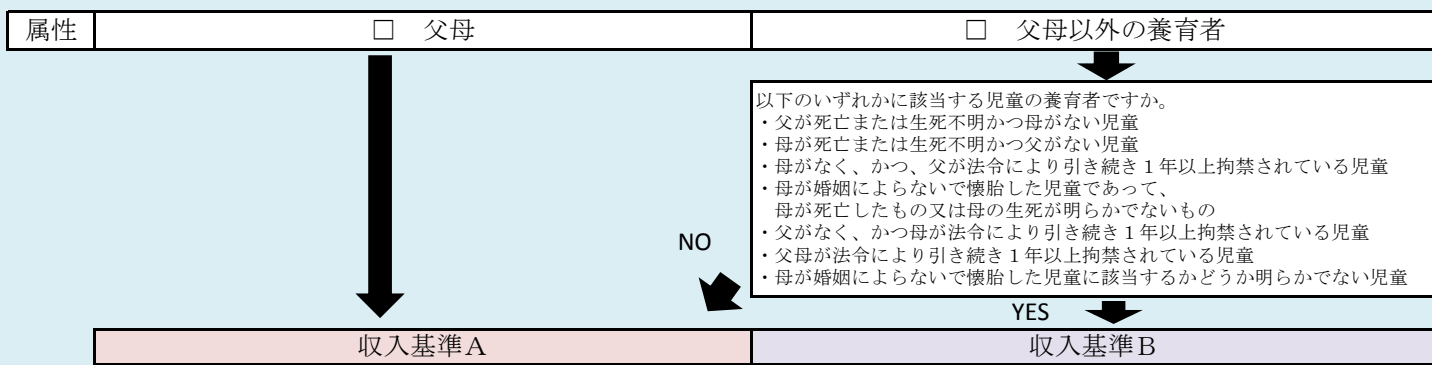 属性
□　父母
□　父母以外の養育者
以下のいずれかに該当する児童の養育者ですか。
・父が死亡または生死不明かつ母がない児童
・母が死亡または生死不明かつ父がない児童
・母がなく、かつ、父が法令により引き続き１年以上拘禁されている児童
・母が婚姻によらないで懐胎した児童であって、
　母が死亡したもの又は母の生死が明らかでないもの
・父がなく、かつ母が法令により引き続き１年以上拘禁されている児童
・父母が法令により引き続き１年以上拘禁されている児童
・母が婚姻によらないで懐胎した児童に該当するかどうか明らかでない児童
NO
YES
収入基準Ａ
収入基準Ｂ